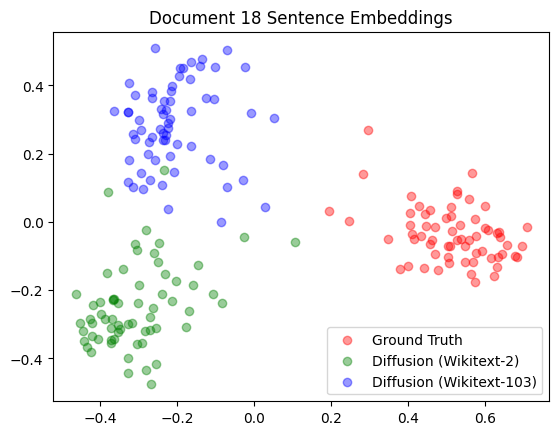 Document 18 Sentence Embeddings
0.4
0.2
0.0
−0.2
−0.4
−0.4
−0.2
0.0
0.2
0.4
0.6
Ground Truth
Diffusion (Wikitext-2)
Diffusion (Wikitext-103)